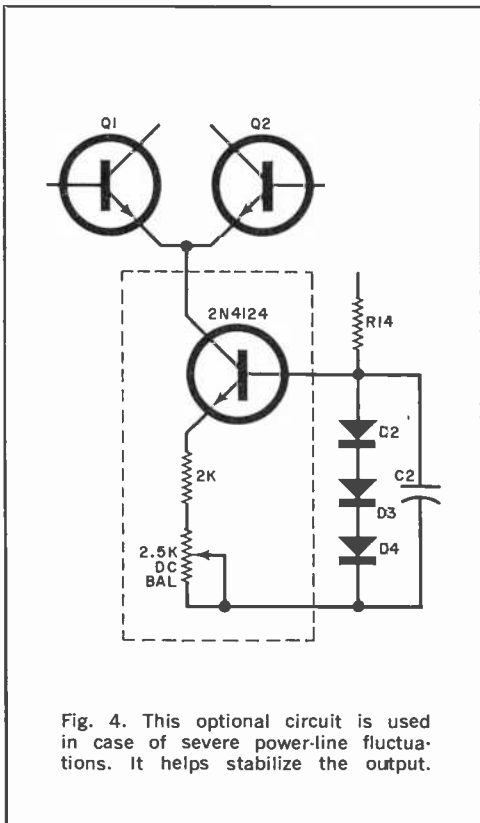 Q1
Q2
2N4124
R14
D2
C2
2K
D3
2.5K
DC
BAL
D4
Fig. 4. This optional circuit is used
in case of severe power-line fluctua-
tions. It helps stabilize the output.